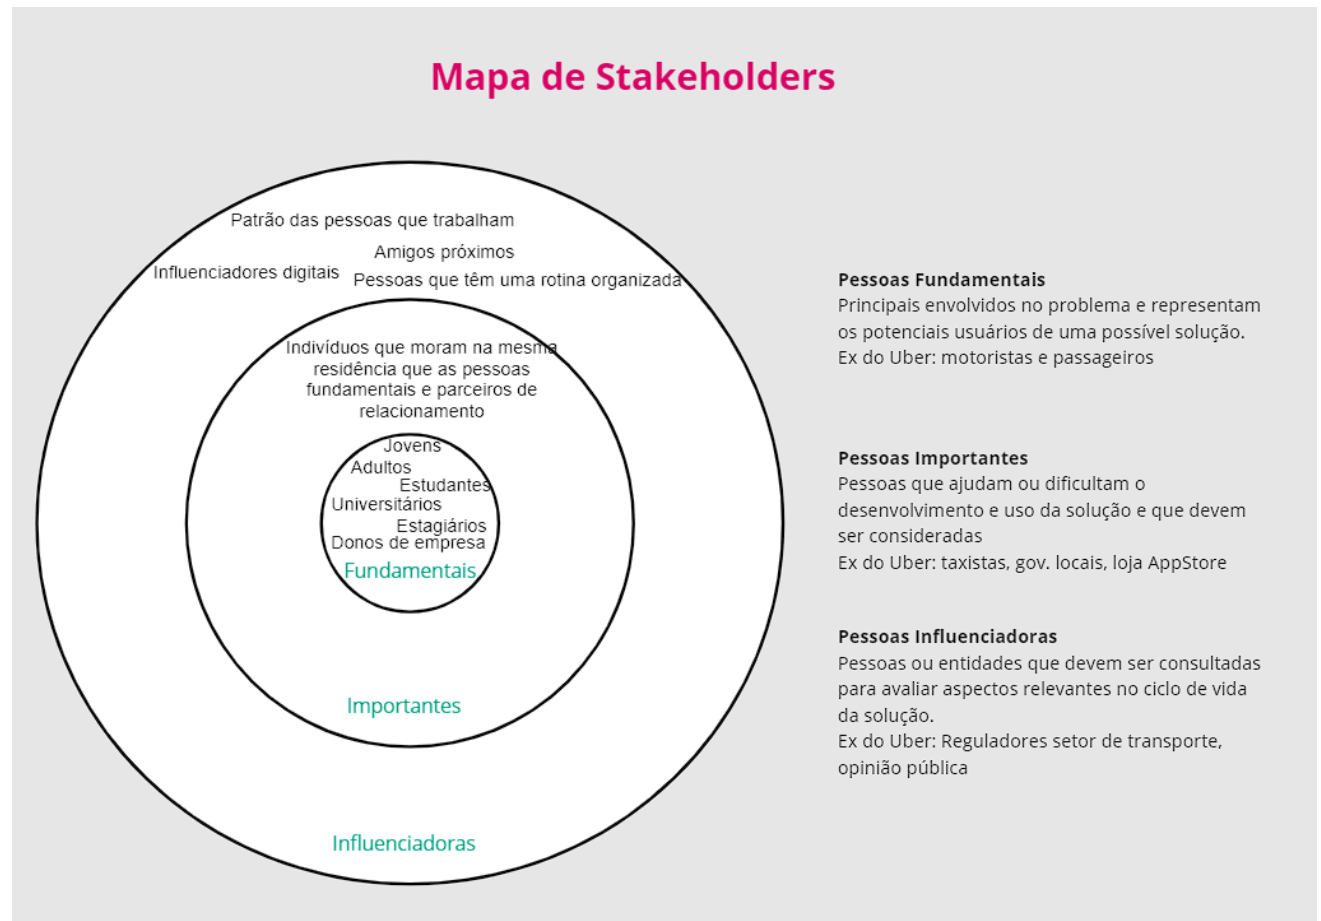 Mapa de Stakeholders
Patrão das pessoas que trabalham
Amigos próximos
Influenciadores digitais
Pessoas que têm uma rotina organizada
Indivíduos que moram na mesma
residência que as pessoas
fundamentais e parceiros de
relacionamento
Jovens
Adultos
Estudantes
Universitários
Estagiários
Donos de empresa
Fundamentais
Importantes
Influenciadoras
Pessoas Fundamentais
Principais envolvidos no problema e representam
os potenciais usuários de uma possível solução.
Ex do Uber: motoristas e passageiros
Pessoas Importantes
Pessoas que ajudam ou dificultam o
desenvolvimento e uso da solução e que devem
ser consideradas
Ex do Uber: taxistas, gov. locais, loja AppStore
Pessoas Influenciadoras
Pessoas ou entidades que devem ser consultadas
para avaliar aspectos relevantes no ciclo de vida
da solução.
Ex do Uber: Reguladores setor de transporte,
opinião pública